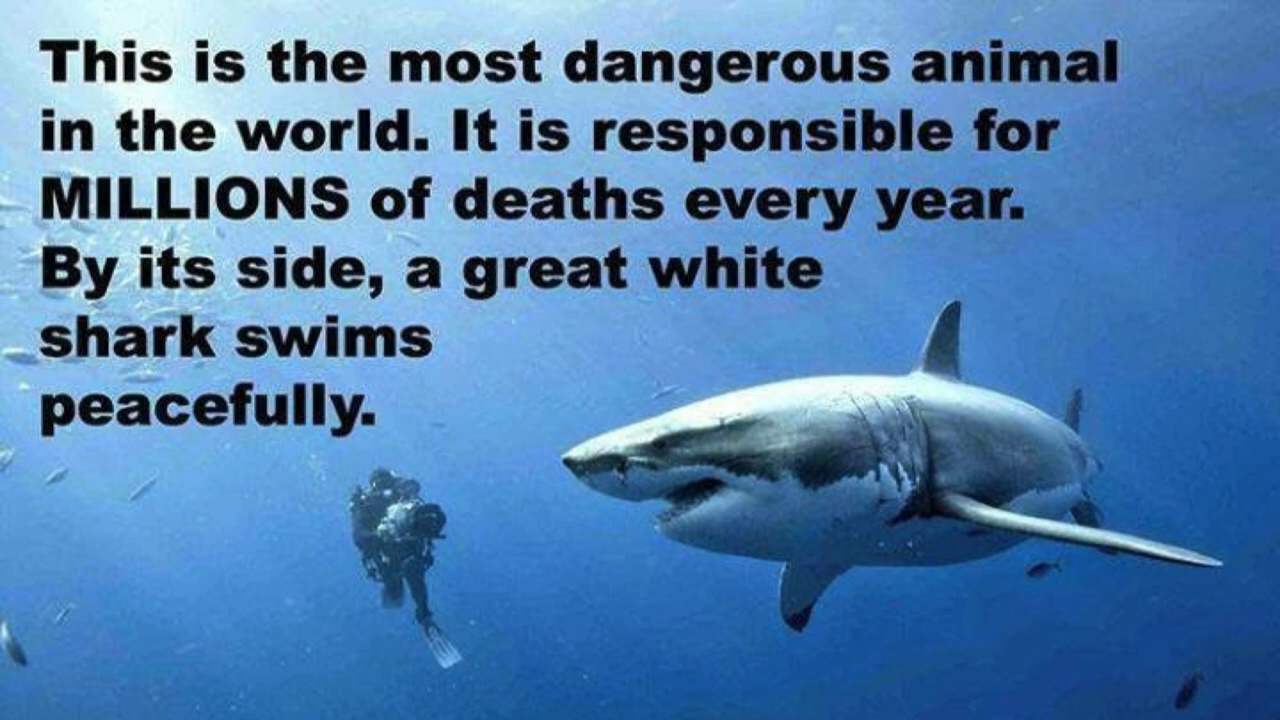 This is the most dangerous animal
in the world. It is responsible for
MILLIONS of deaths every year.
By its side, a great white
shark swims
peacefully.